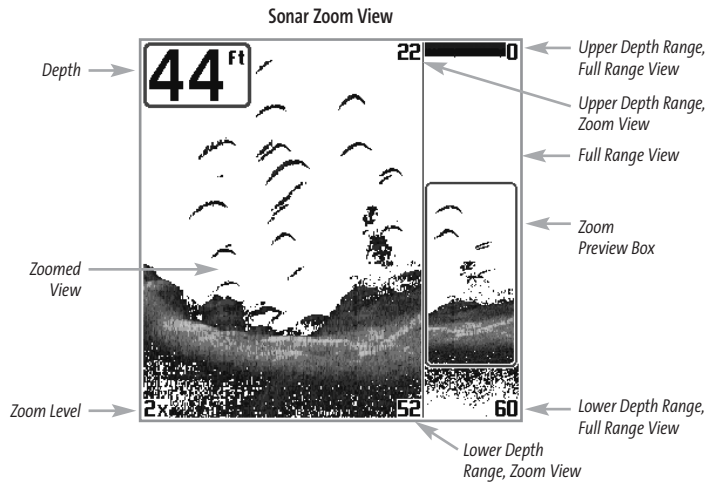 Sonar Zoom View
Depth
44 Ft
22
0
Upper Depth Range,
Full Range View
Upper Depth Range,
Zoom View
Full Range View
Zoom
Preview Box
Zoomed
View
Zoom Level
2x
52
60
Lower Depth Range,
Full Range View
Lower Depth
Range, Zoom View